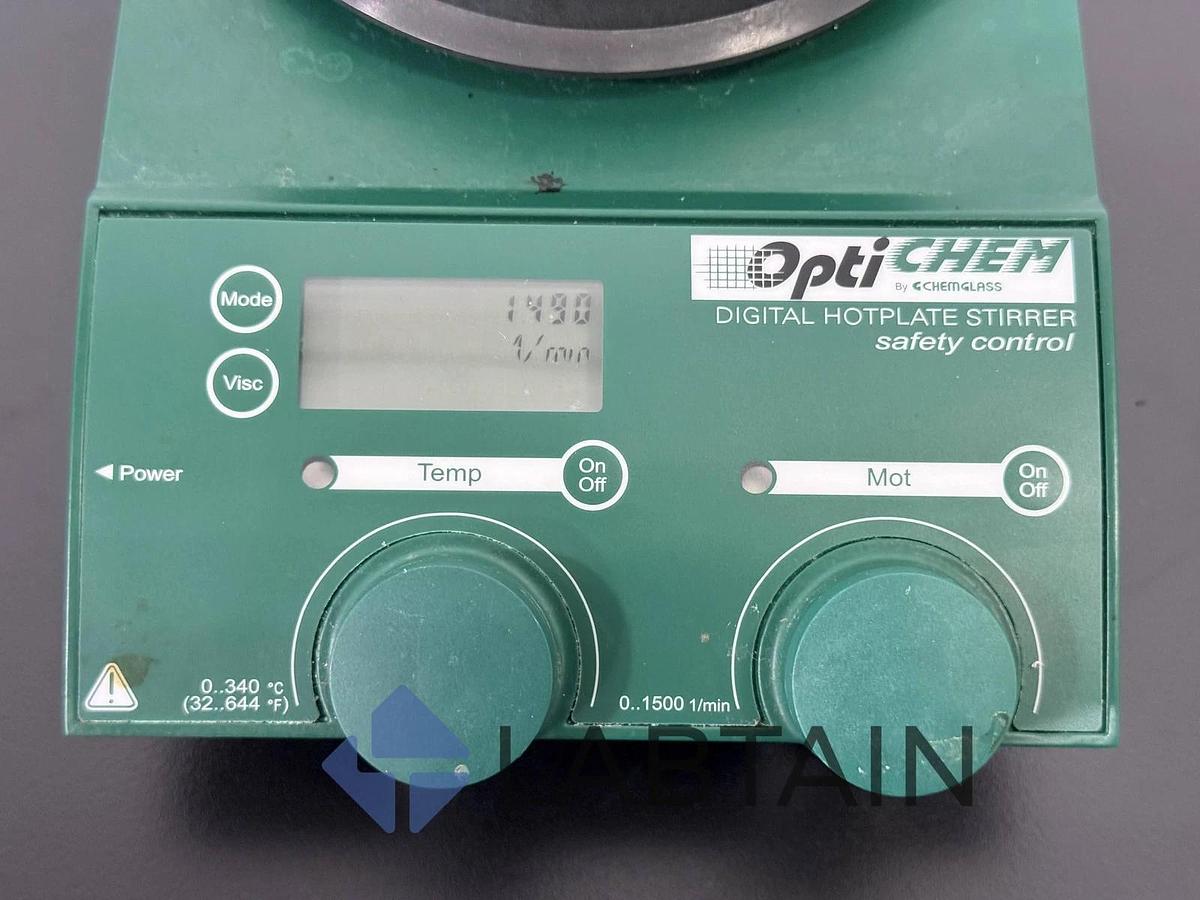 OptiCHEM
By CHEMGLASS
DIGITAL HOTPLATE STIRRER
safety control
Mode
1490
1/min
Visc
Power
Temp
On
Off
Mot
On
Off
0..340 °C
(32..644 °F)
0..1500 1/min
LABTAIN